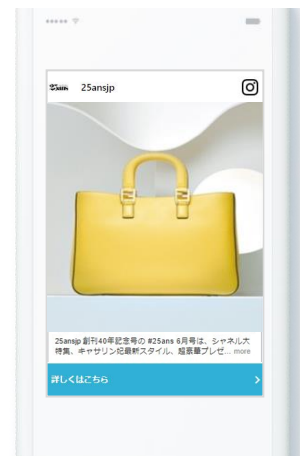 25ans 25ansjp
25ansjp 創刊40年記念号の #25ans 6月号は、シャネル大
特集、キャサリン妃最新スタイル、超豪華プレゼ... more
詳しくはこちら